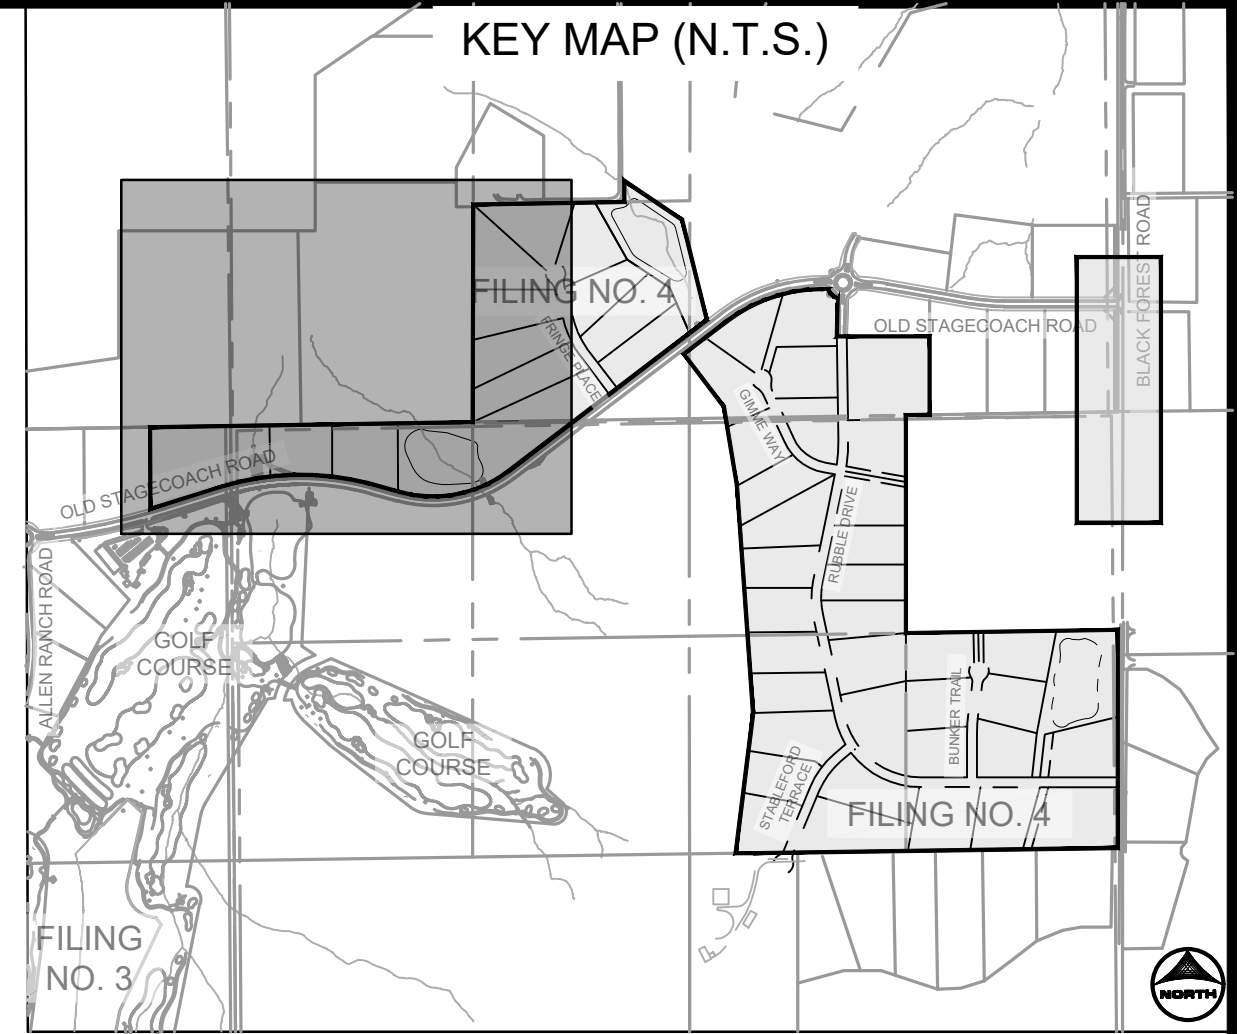 KEY MAP (N.T.S.)
BLACK FOREST ROAD
FILING NO. 4
OLD STAGECOACH ROAD
FRINGE PLACE
GIMME WAY
OLD STAGECOACH ROAD
RUBBLE DRIVE
ALLEN RANCH ROAD
GOLF
COURSE
BUNKER TRAIL
GOLF
COURSE
STABLEFORD
TERRACE
FILING NO. 4
FILING
NO. 3
NORTH